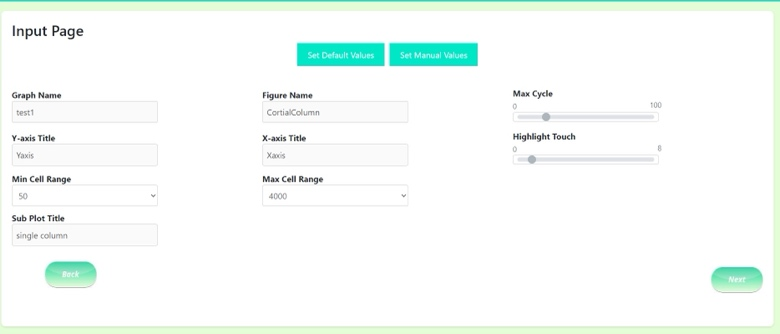 Input Page
Set Default Values Set Manual Values
Graph Name
test1
Figure Name
CortialColumn
Max Cycle
0 100
Y-axis Title
Yaxis
X-axis Title
Xaxis
Highlight Touch
0 8
Min Cell Range
50
Max Cell Range
4000
Sub Plot Title
single column
Back
Next